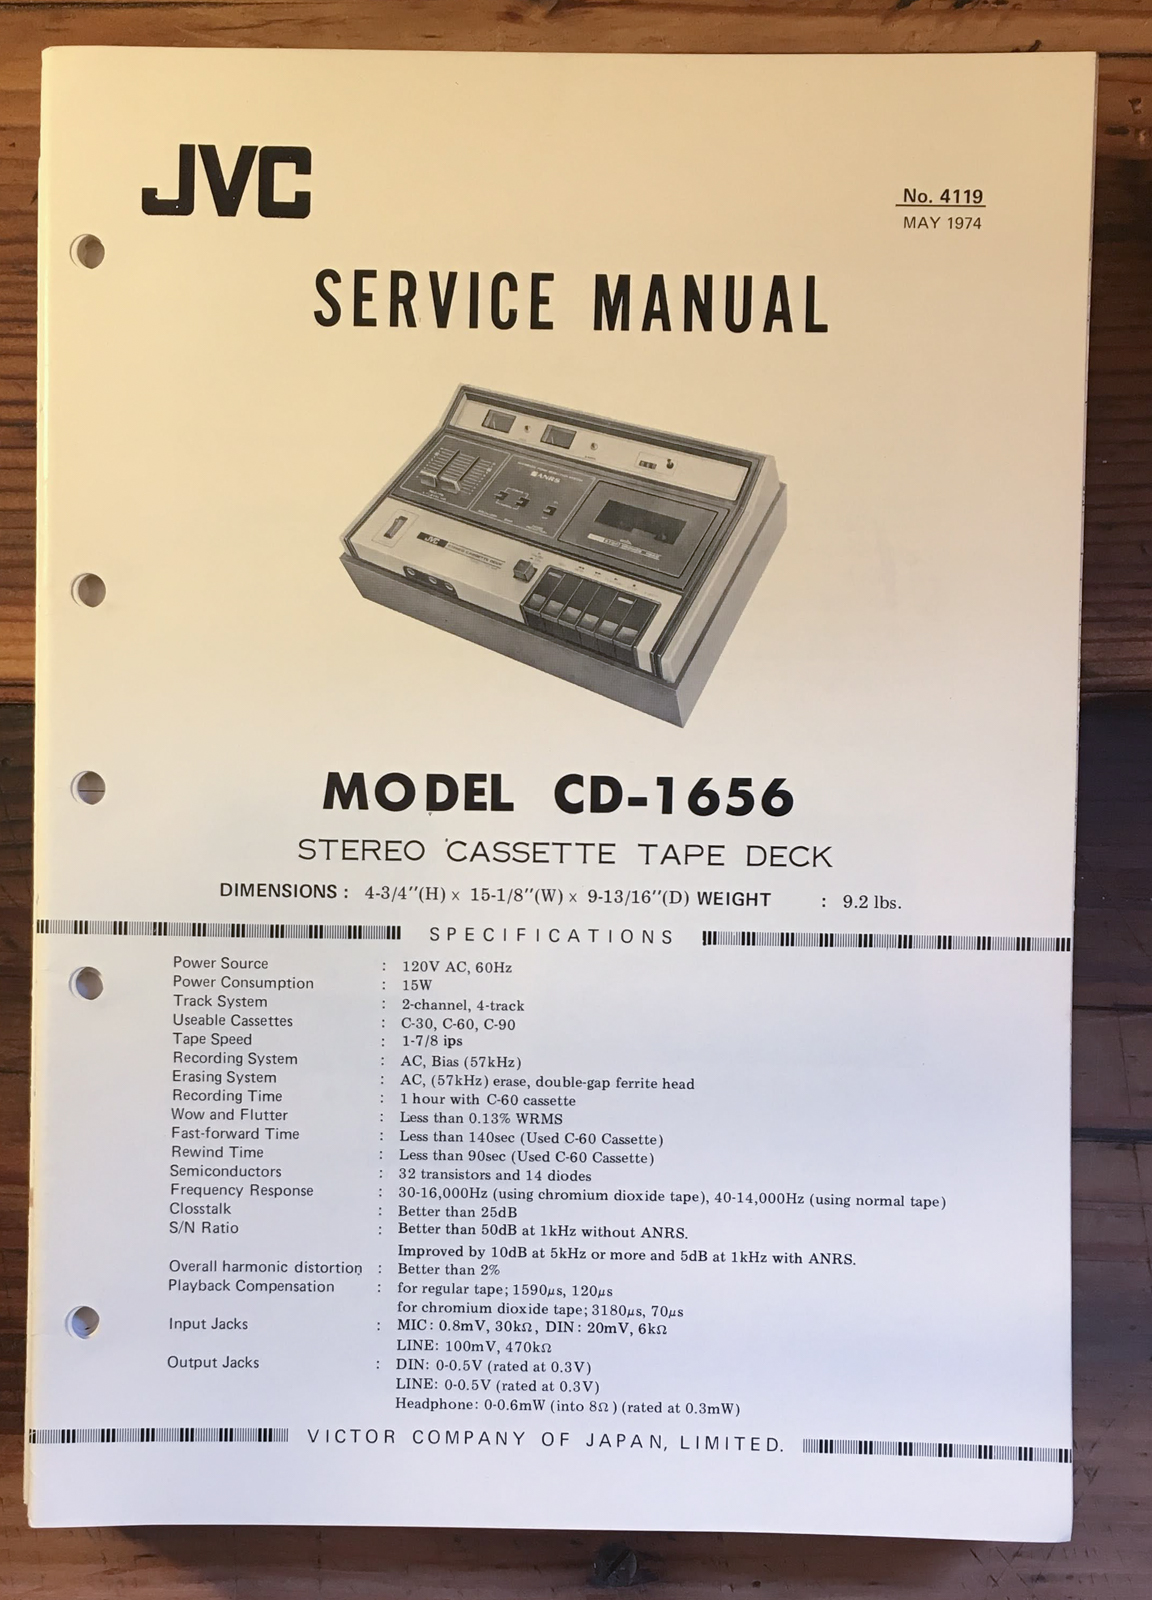 JVC
No. 4119
MAY 1974
SERVICE MANUAL
ANRS
JVC
MODEL CD-1656
STEREO CASSETTE TAPE DECK
DIMENSIONS : 4-3/4"(H) x 15-1/8"(W) x 9-13/16"(D) WEIGHT : 9.2 lbs.
SPECIFICATIONS
Power Source : 120V AC, 60Hz
Power Consumption : 15W
Track System : 2-channel, 4-track
Useable Cassettes : C-30, C-60, C-90
Tape Speed : 1-7/8 ips
Recording System : AC, Bias (57kHz)
Erasing System : AC, (57kHz) erase, double-gap ferrite head
Recording Time : 1 hour with C-60 cassette
Wow and Flutter : Less than 0.13% WRMS
Fast-forward Time : Less than 140sec (Used C-60 Cassette)
Rewind Time : Less than 90sec (Used C-60 Cassette)
Semiconductors : 32 transistors and 14 diodes
Frequency Response : 30-16,000Hz (using chromium dioxide tape), 40-14,000Hz (using normal tape)
Closstalk : Better than 25dB
S/N Ratio : Better than 50dB at 1kHz without ANRS.
Improved by 10dB at 5kHz or more and 5dB at 1kHz with ANRS.
Overall harmonic distortion : Better than 2%
Playback Compensation : for regular tape; 1590μs, 120μs
for chromium dioxide tape; 3180μs, 70μs
Input Jacks : MIC: 0.8mV, 30kΩ, DIN: 20mV, 6kΩ
LINE: 100mV, 470kΩ
Output Jacks : DIN: 0-0.5V (rated at 0.3V)
LINE: 0-0.5V (rated at 0.3V)
Headphone: 0-0.6mW (into 8Ω) (rated at 0.3mW)
VICTOR COMPANY OF JAPAN, LIMITED.